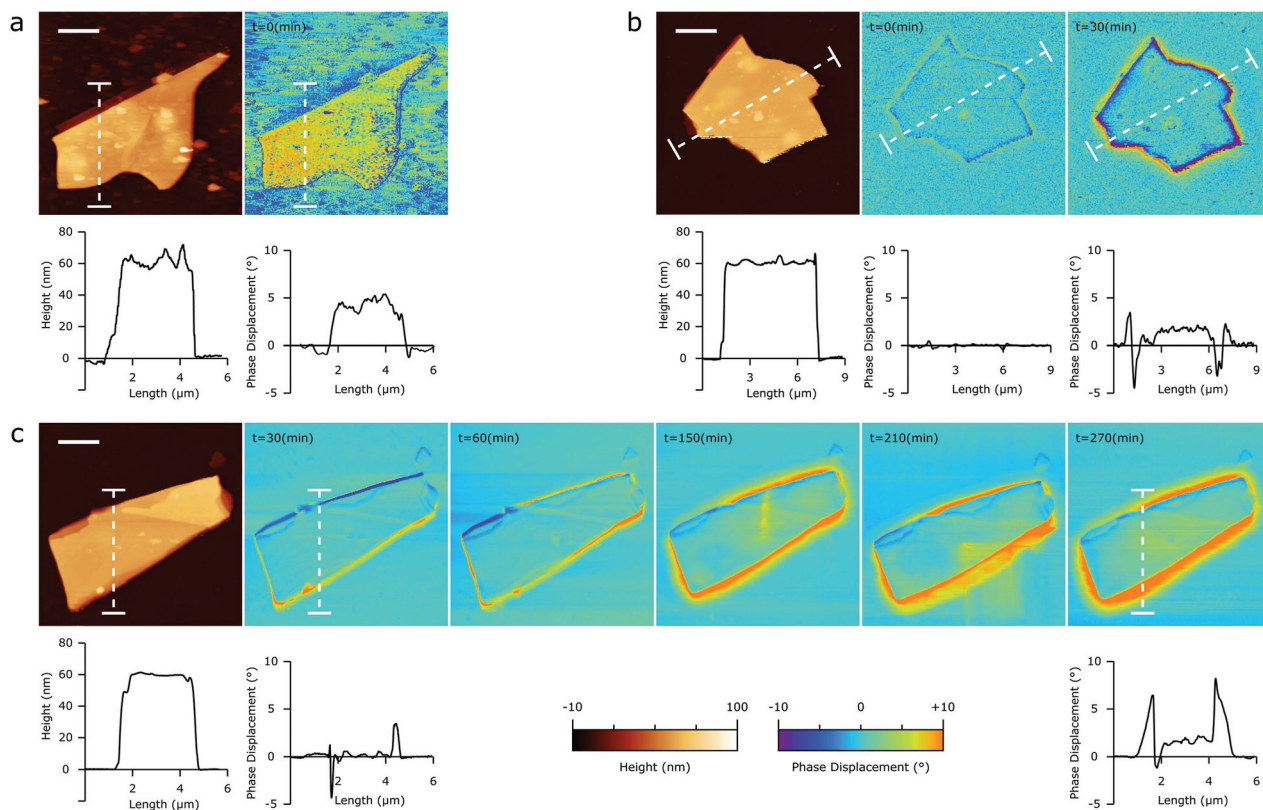 a
t=0(min)
b
t=0(min)
t=30(min)
80
60
40
20
0
Height (nm)
2
4
6
Length (µm)
10
5
0
-5
Phase Displacement (°)
2
4
6
Length (µm)
80
60
40
20
0
Height (nm)
3
6
9
Length (µm)
10
5
0
-5
Phase Displacement (°)
3
6
9
Length (µm)
10
5
0
-5
Phase Displacement (°)
3
6
9
Length (µm)
c
t=30(min)
t=60(min)
t=150(min)
t=210(min)
t=270(min)
80
60
40
20
0
Height (nm)
2
4
6
Length (µm)
10
5
0
-5
Phase Displacement (°)
2
4
6
Length (µm)
-10
100
Height (nm)
-10
0
+10
Phase Displacement (°)
10
5
0
-5
Phase Displacement (°)
2
4
6
Length (µm)